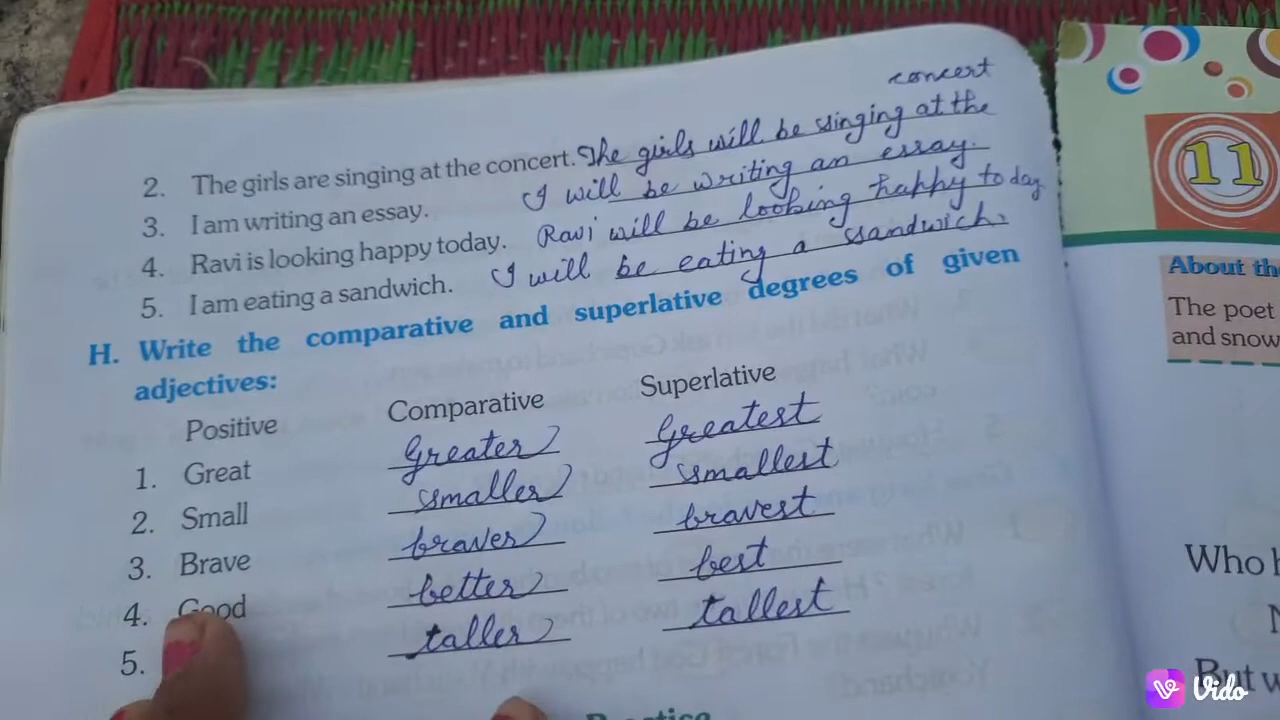 concert
2. The girls are singing at the concert. The girls will be singing at the
3. I am writing an essay. I will be writing an essay.
4. Ravi is looking happy today. Ravi will be looking happy today
5. I am eating a sandwich. I will be eating a sandwich.
H. Write the comparative and superlative degrees of given
adjectives:
Positive Comparative Superlative
1. Great Greater Greatest
2. Small smaller smallest
3. Brave braver bravest
4. Good better best
5. taller tallest
11
About the
The poet
and snow
Who
But
Vido